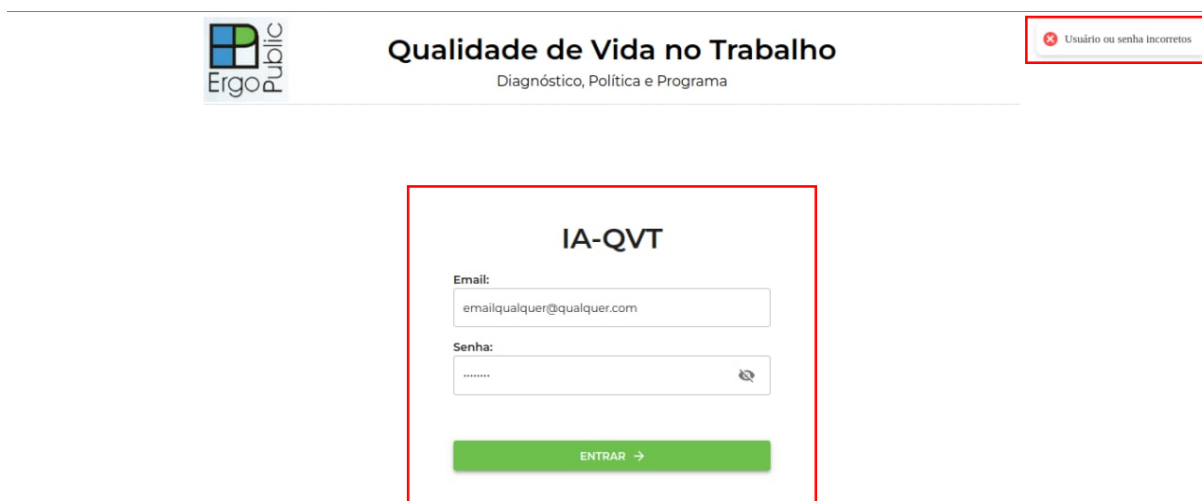 Ergo Public
Qualidade de Vida no Trabalho
Diagnóstico, Política e Programa
Usuário ou senha incorretos
IA-QVT
Email:
emailqualquer@qualquer.com
Senha:
........
ENTRAR →